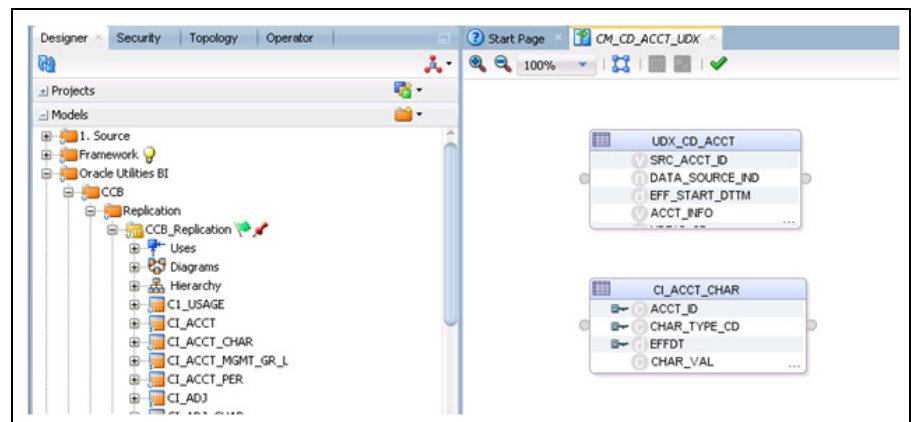 Designer
Security
Topology
Operator
Projects
Models
1. Source
Framework
Oracle Utilities BI
CCB
Replication
CCB_Replication
Uses
Diagrams
Hierarchy
C1_USAGE
CI_ACCT
CI_ACCT_CHAR
CI_ACCT_MGMT_GR_L
CI_ACCT_PER
CI_ADJ
Start Page
CM_CD_ACCT_UDX
100%
UDX_CD_ACCT
V SRC_ACCT_ID
n DATA_SOURCE_IND
d EFF_START_DTTM
V ACCT_INFO
...
CI_ACCT_CHAR
C ACCT_ID
C CHAR_TYPE_CD
d EFFDT
C CHAR_VAL
...